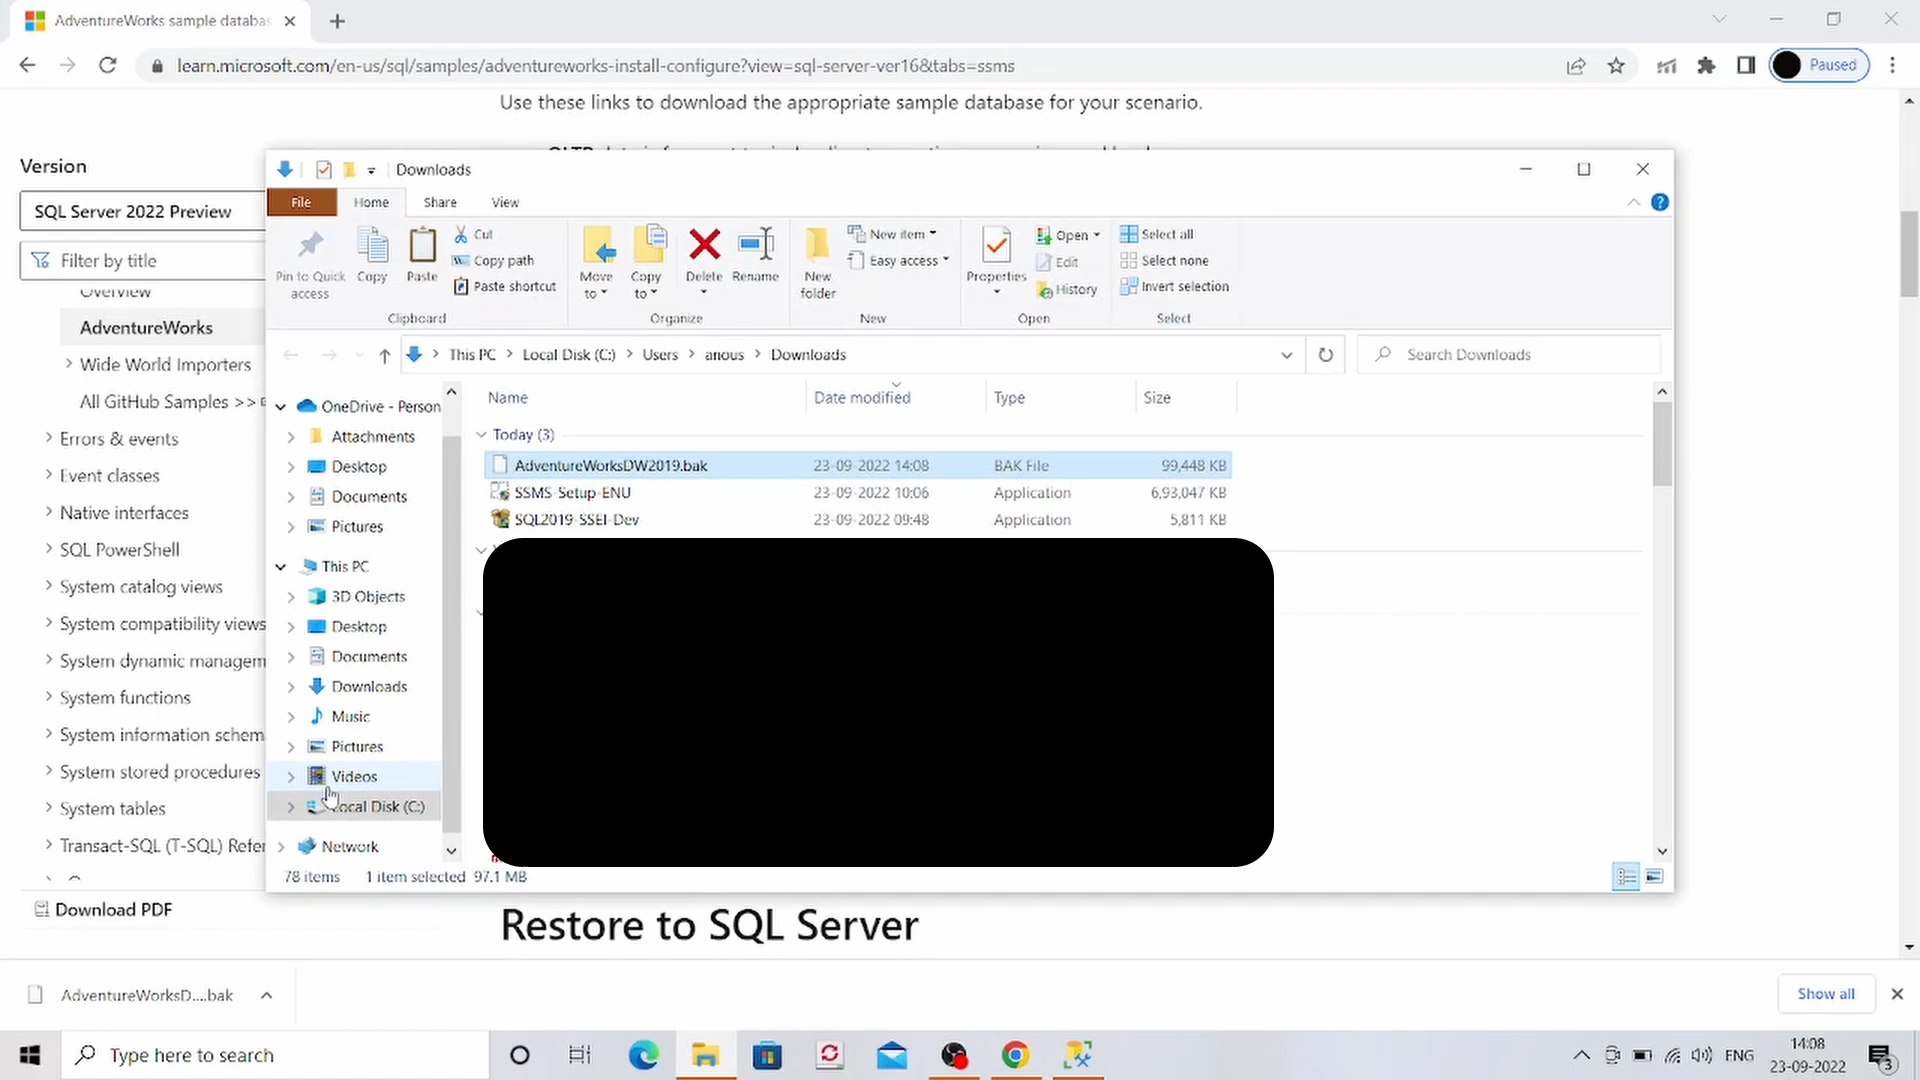 AdventureWorks sample databas
learn.microsoft.com/en-us/sql/samples/adventureworks-install-configure?view=sql-server-ver16&tabs=ssms
Paused
Use these links to download the appropriate sample database for your scenario.
Version
SQL Server 2022 Preview
Filter by title
Overview
AdventureWorks
Wide World Importers
All GitHub Samples >>
Errors & events
Event classes
Native interfaces
SQL PowerShell
System catalog views
System compatibility views
System dynamic managem
System functions
System information schem
System stored procedures
System tables
Transact-SQL (T-SQL) Refer
Download PDF
Downloads
File
Home
Share
View
Pin to Quick
access
Copy
Paste
Cut
Copy path
Paste shortcut
Clipboard
Move
to
Copy
to
Delete
Rename
Organize
New
folder
New item
Easy access
New
Properties
Open
Edit
History
Open
Select all
Select none
Invert selection
Select
This PC > Local Disk (C:) > Users > anous > Downloads
Search Downloads
OneDrive - Person
Attachments
Desktop
Documents
Pictures
This PC
3D Objects
Desktop
Documents
Downloads
Music
Pictures
Videos
Local Disk (C:)
Network
Name Date modified Type Size
Today (3)
AdventureWorksDW2019.bak 23-09-2022 14:08 BAK File 99,448 KB
SSMS-Setup-ENU 23-09-2022 10:06 Application 6,93,047 KB
SQL2019-SSEI-Dev 23-09-2022 09:48 Application 5,811 KB
78 items 1 item selected 97.1 MB
Restore to SQL Server
AdventureWorksD....bak
Show all
Type here to search
ENG
14:08
23-09-2022
3